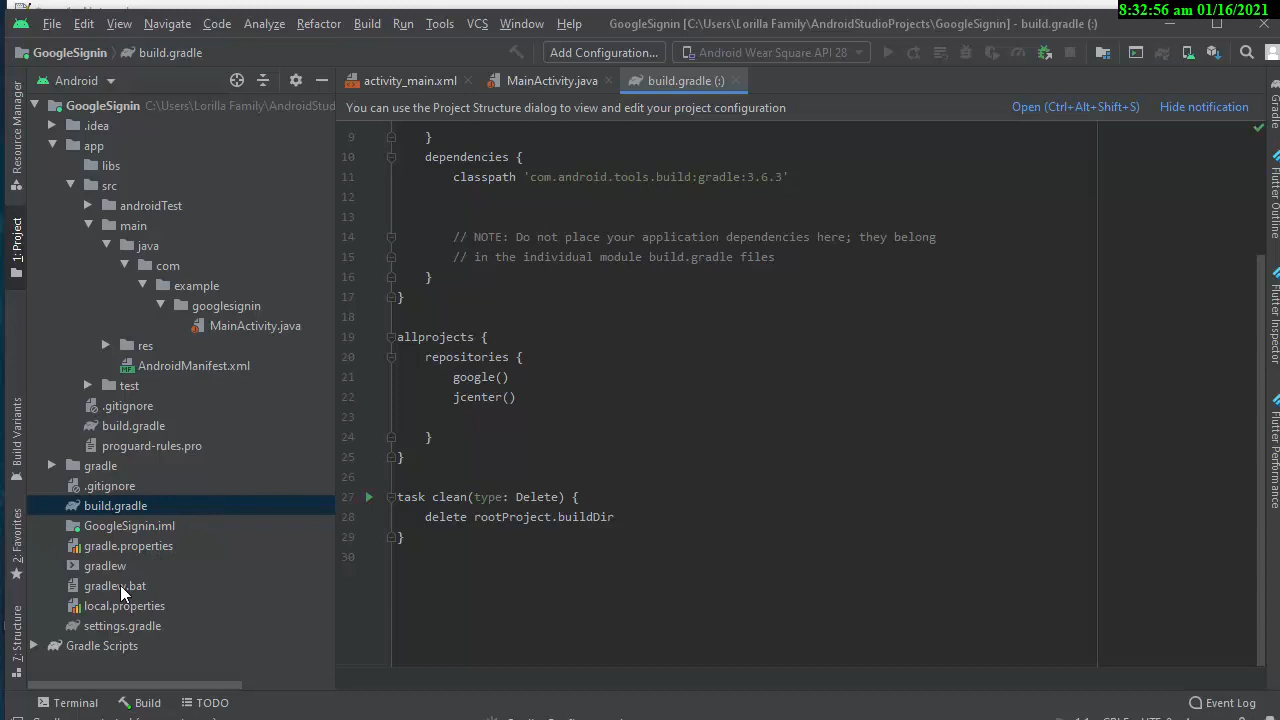 8:32:56 am 01/16/2021
File Edit View Navigate Code Analyze Refactor Build Run Tools VCS Window Help GoogleSignin [C:\Users\Lorilla Family\AndroidStudioProjects\GoogleSignin] - build.gradle (:)
GoogleSignin build.gradle Add Configuration... Android Wear Square API 28
Android activity_main.xml MainActivity.java build.gradle (:)
You can use the Project Structure dialog to view and edit your project configuration Open (Ctrl+Alt+Shift+S) Hide notification
Resource Manager
1: Project
Build Variants
2: Favorites
7: Structure
GoogleSignin C:\Users\Lorilla Family\AndroidStud
.idea
app
libs
src
androidTest
main
java
com
example
googlesignin
MainActivity.java
res
AndroidManifest.xml
test
.gitignore
build.gradle
proguard-rules.pro
gradle
.gitignore
build.gradle
GoogleSignin.iml
gradle.properties
gradlew
gradlew.bat
local.properties
settings.gradle
Gradle Scripts
9 }
10 dependencies {
11 classpath 'com.android.tools.build:gradle:3.6.3'
12
13
14 // NOTE: Do not place your application dependencies here; they belong
15 // in the individual module build.gradle files
16 }
17 }
18
19 allprojects {
20 repositories {
21 google()
22 jcenter()
23
24 }
25 }
26
27 task clean(type: Delete) {
28 delete rootProject.buildDir
29 }
30
Gradle
Flutter Outline
Flutter Inspector
Flutter Performance
Terminal Build TODO Event Log